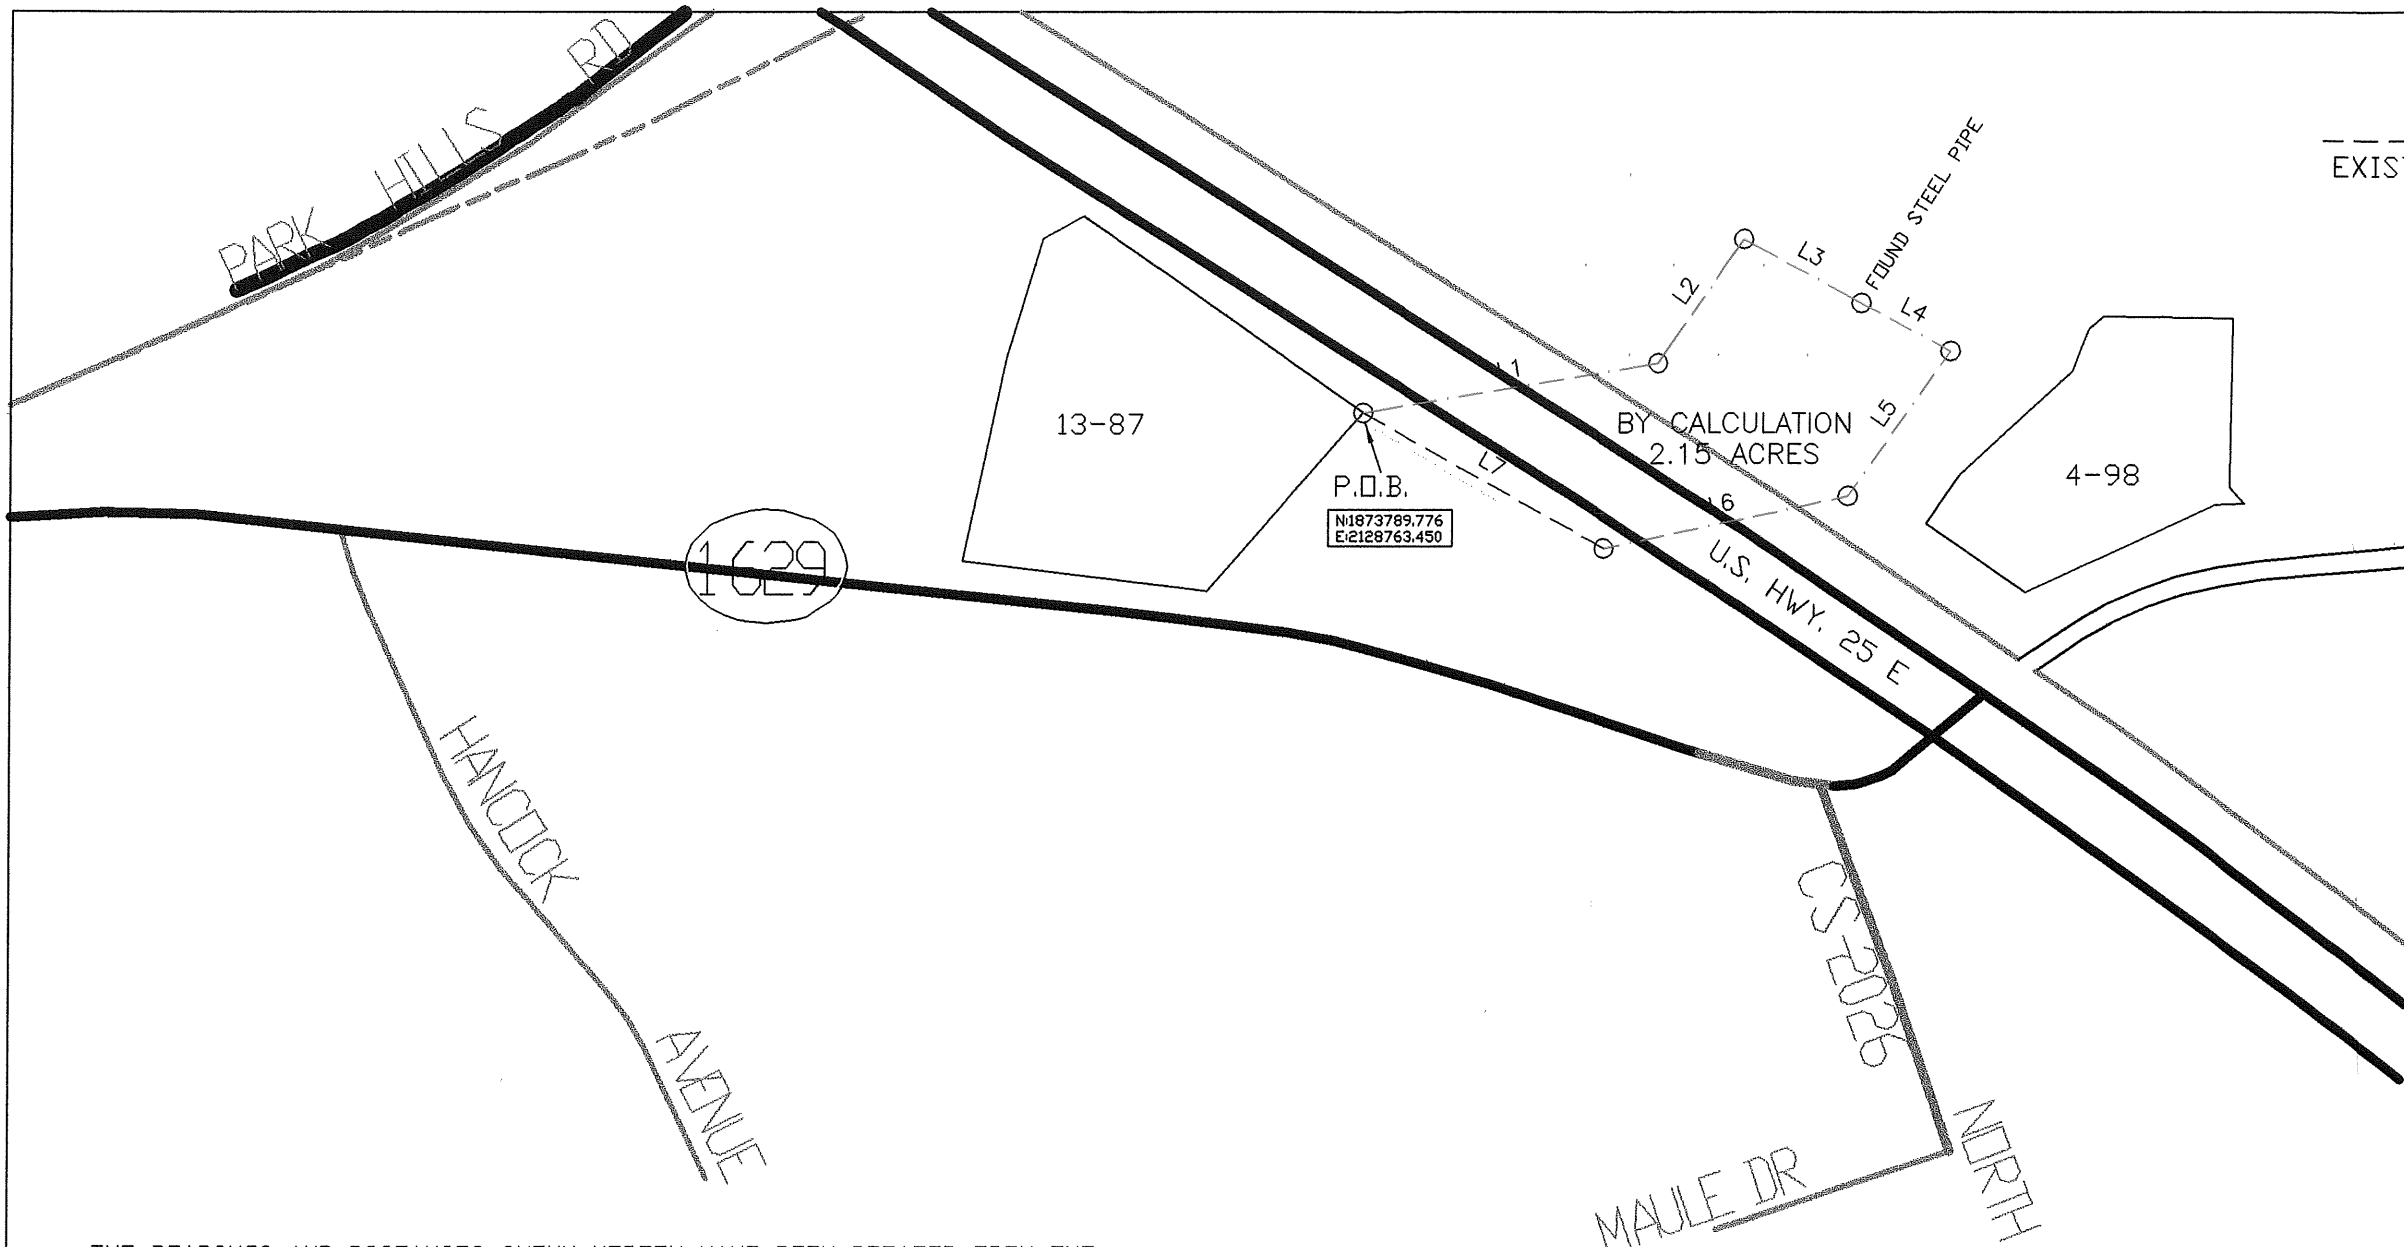 PARK HILLS RD
FOUND STEEL PIPE
L3
L2
L4
L1
L5
BY CALCULATION
2.15 ACRES
13-87
4-98
L7
L6
P.O.B.
N:1873789.776
E:2128763.450
1629
U.S. HWY. 25 E
HANCOCK AVENUE
CS-2026
NORTH
MAULE DR